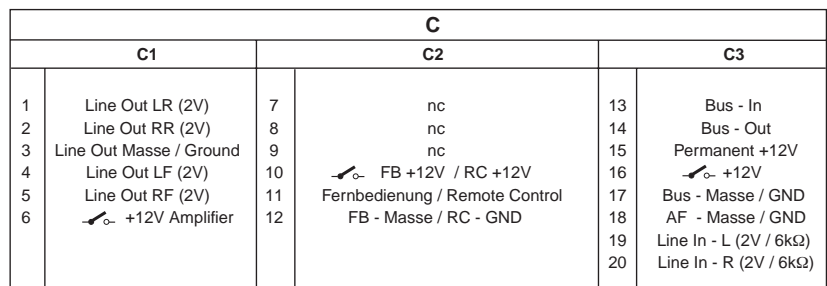 C
C1 C2 C3
1 Line Out LR (2V) 7 nc 13 Bus - In
2 Line Out RR (2V) 8 nc 14 Bus - Out
3 Line Out Masse / Ground 9 nc 15 Permanent +12V
4 Line Out LF (2V) 10 FB +12V / RC +12V 16 +12V
5 Line Out RF (2V) 11 Fernbedienung / Remote Control 17 Bus - Masse / GND
6 +12V Amplifier 12 FB - Masse / RC - GND 18 AF - Masse / GND
19 Line In - L (2V / 6kΩ)
20 Line In - R (2V / 6kΩ)